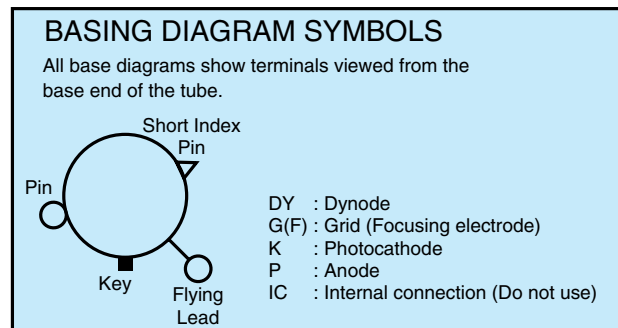 BASING DIAGRAM SYMBOLS
All base diagrams show terminals viewed from the
base end of the tube.
Short Index
Pin
Pin
Key
Flying
Lead
DY : Dynode
G(F) : Grid (Focusing electrode)
K : Photocathode
P : Anode
IC : Internal connection (Do not use)